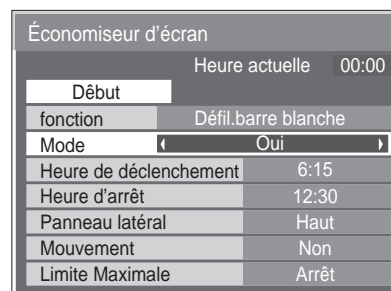 Économiseur d'écran
Heure actuelle 00:00
Dêbut
fonction Défil.barre blanche
Mode Oui
Heure de déclenchement 6:15
Heure d'arrêt 12:30
Panneau latéral Haut
Mouvement Non
Limite Maximale Arrêt